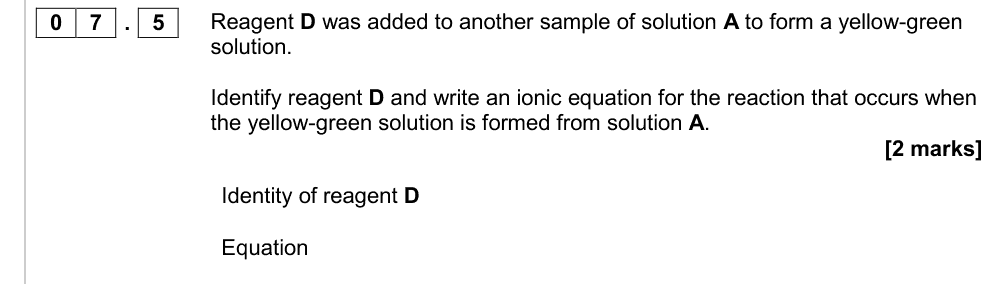 0 7 . 5 Reagent D was added to another sample of solution A to form a yellow-green
solution.
Identify reagent D and write an ionic equation for the reaction that occurs when
the yellow-green solution is formed from solution A.
[2 marks]
Identity of reagent D
Equation